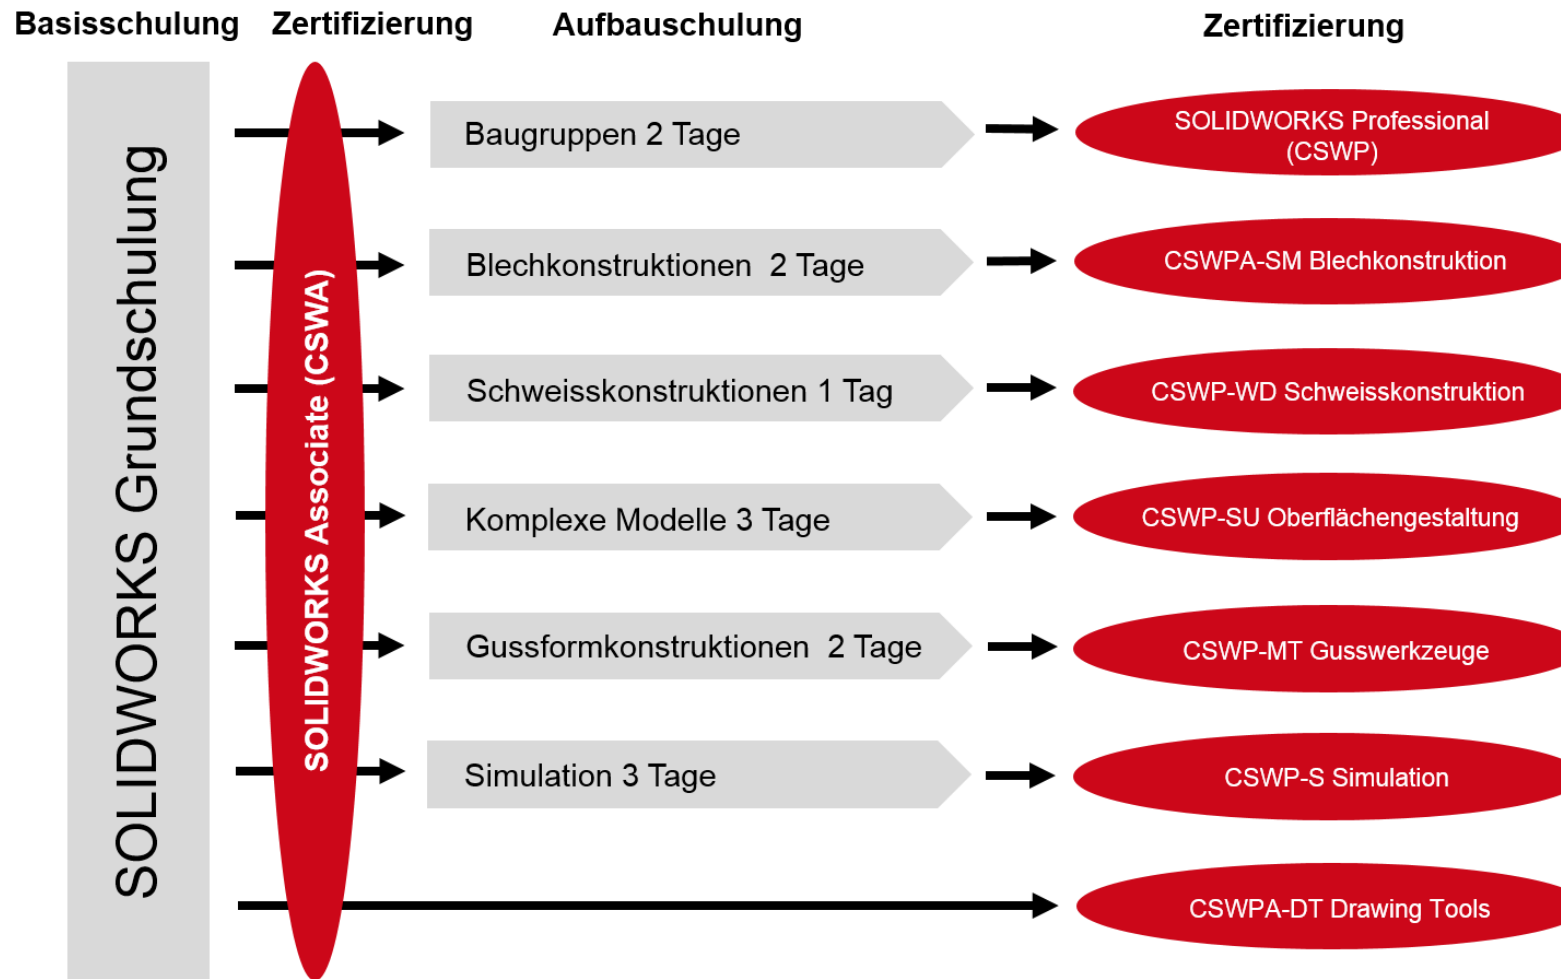 Basisschulung Zertifizierung Aufbauschulung Zertifizierung
SOLIDWORKS Grundschulung
SOLIDWORKS Associate (CSWA)
Baugruppen 2 Tage
SOLIDWORKS Professional
(CSWP)
Blechkonstruktionen  2 Tage
CSWPA-SM Blechkonstruktion
Schweisskonstruktionen 1 Tag
CSWP-WD Schweisskonstruktion
Komplexe Modelle 3 Tage
CSWP-SU Oberflächengestaltung
Gussformkonstruktionen  2 Tage
CSWP-MT Gusswerkzeuge
Simulation 3 Tage
CSWP-S Simulation
CSWPA-DT Drawing Tools